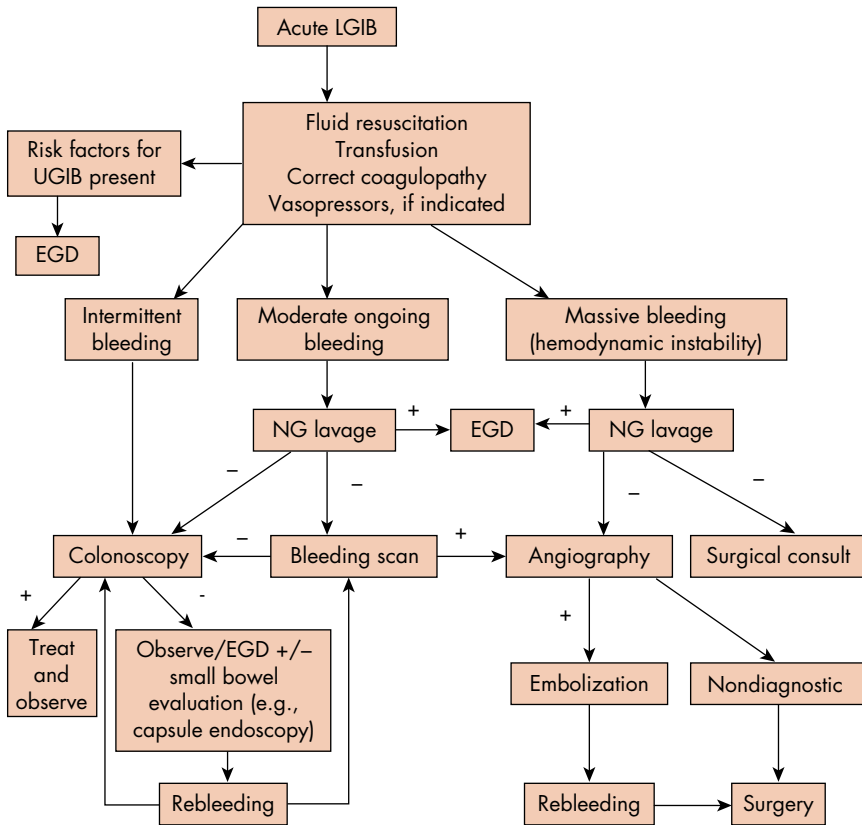 Acute LGIB
Fluid resuscitation
Transfusion
Correct coagulopathy
Vasopressors, if indicated
Risk factors for
UGIB present
EGD
Intermittent
bleeding
Moderate ongoing
bleeding
Massive bleeding
(hemodynamic instability)
NG lavage
+
EGD
+
NG lavage
–
–
–
–
Colonoscopy
–
Bleeding scan
+
Angiography
Surgical consult
+
-
+
Treat
and
observe
Observe/EGD +/–
small bowel
evaluation (e.g.,
capsule endoscopy)
Embolization
Nondiagnostic
Rebleeding
Rebleeding
Surgery